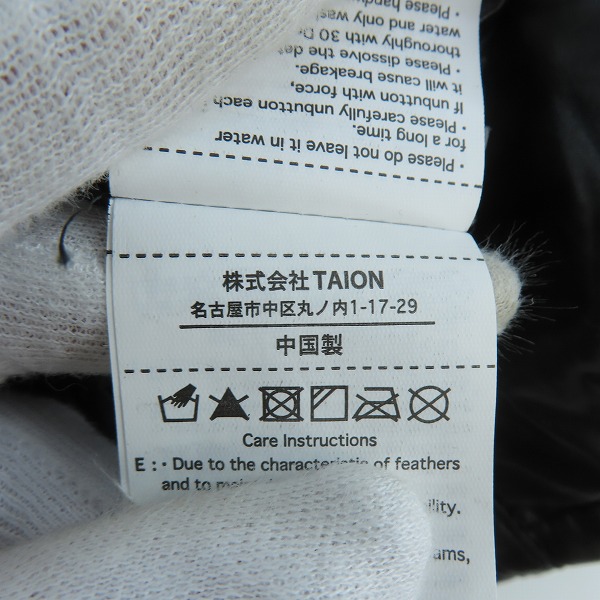 • Please do not leave it in water
for a long time.
• Please carefully unbutton each
If unbutton with force,
it will cause breakage.
• Please dissolve the
thoroughly with 30
water and only
• Please
株式会社TAION
名古屋市中区丸ノ内1-17-29
中国製
Care Instructions
E : • Due to the characteristic of feathers
and to